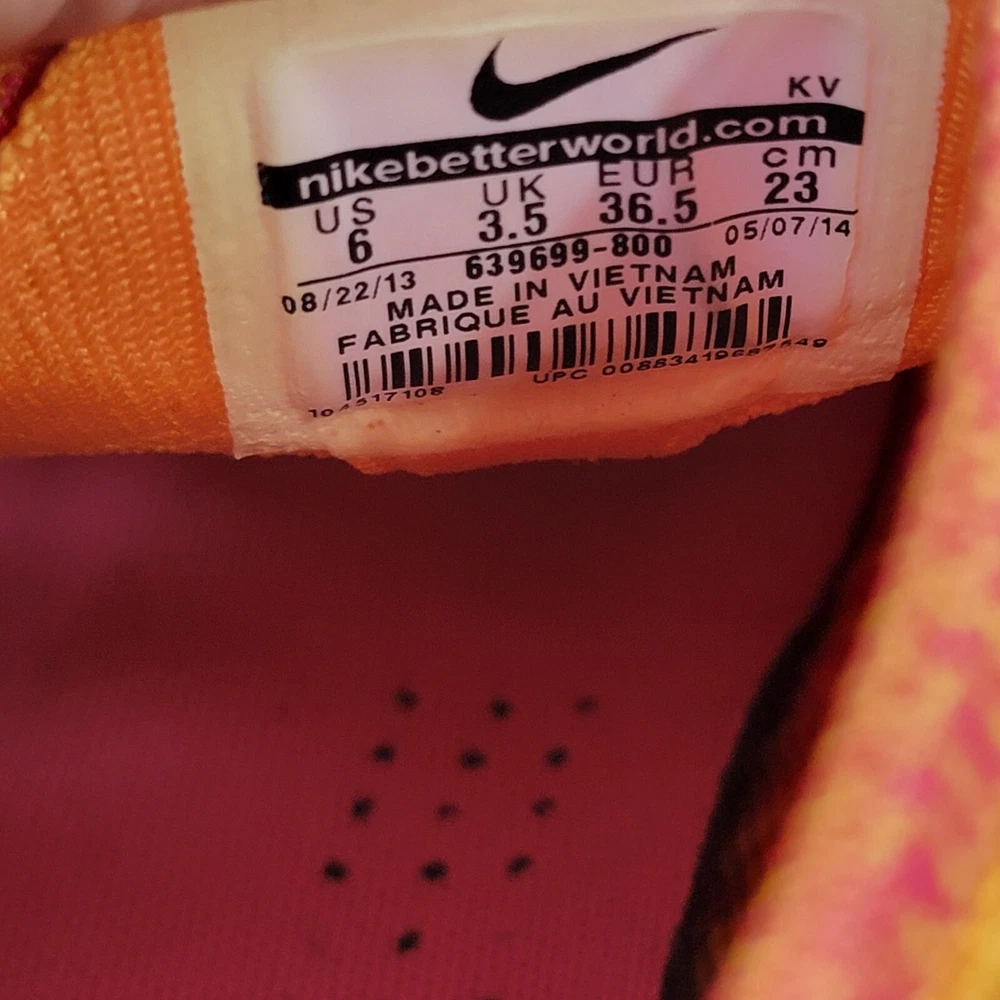 KV
nikebetterworld.com
US UK EUR cm
6 3.5 36.5 23
08/22/13 639699-800 05/07/14
MADE IN VIETNAM
FABRIQUE AU VIETNAM
UPC